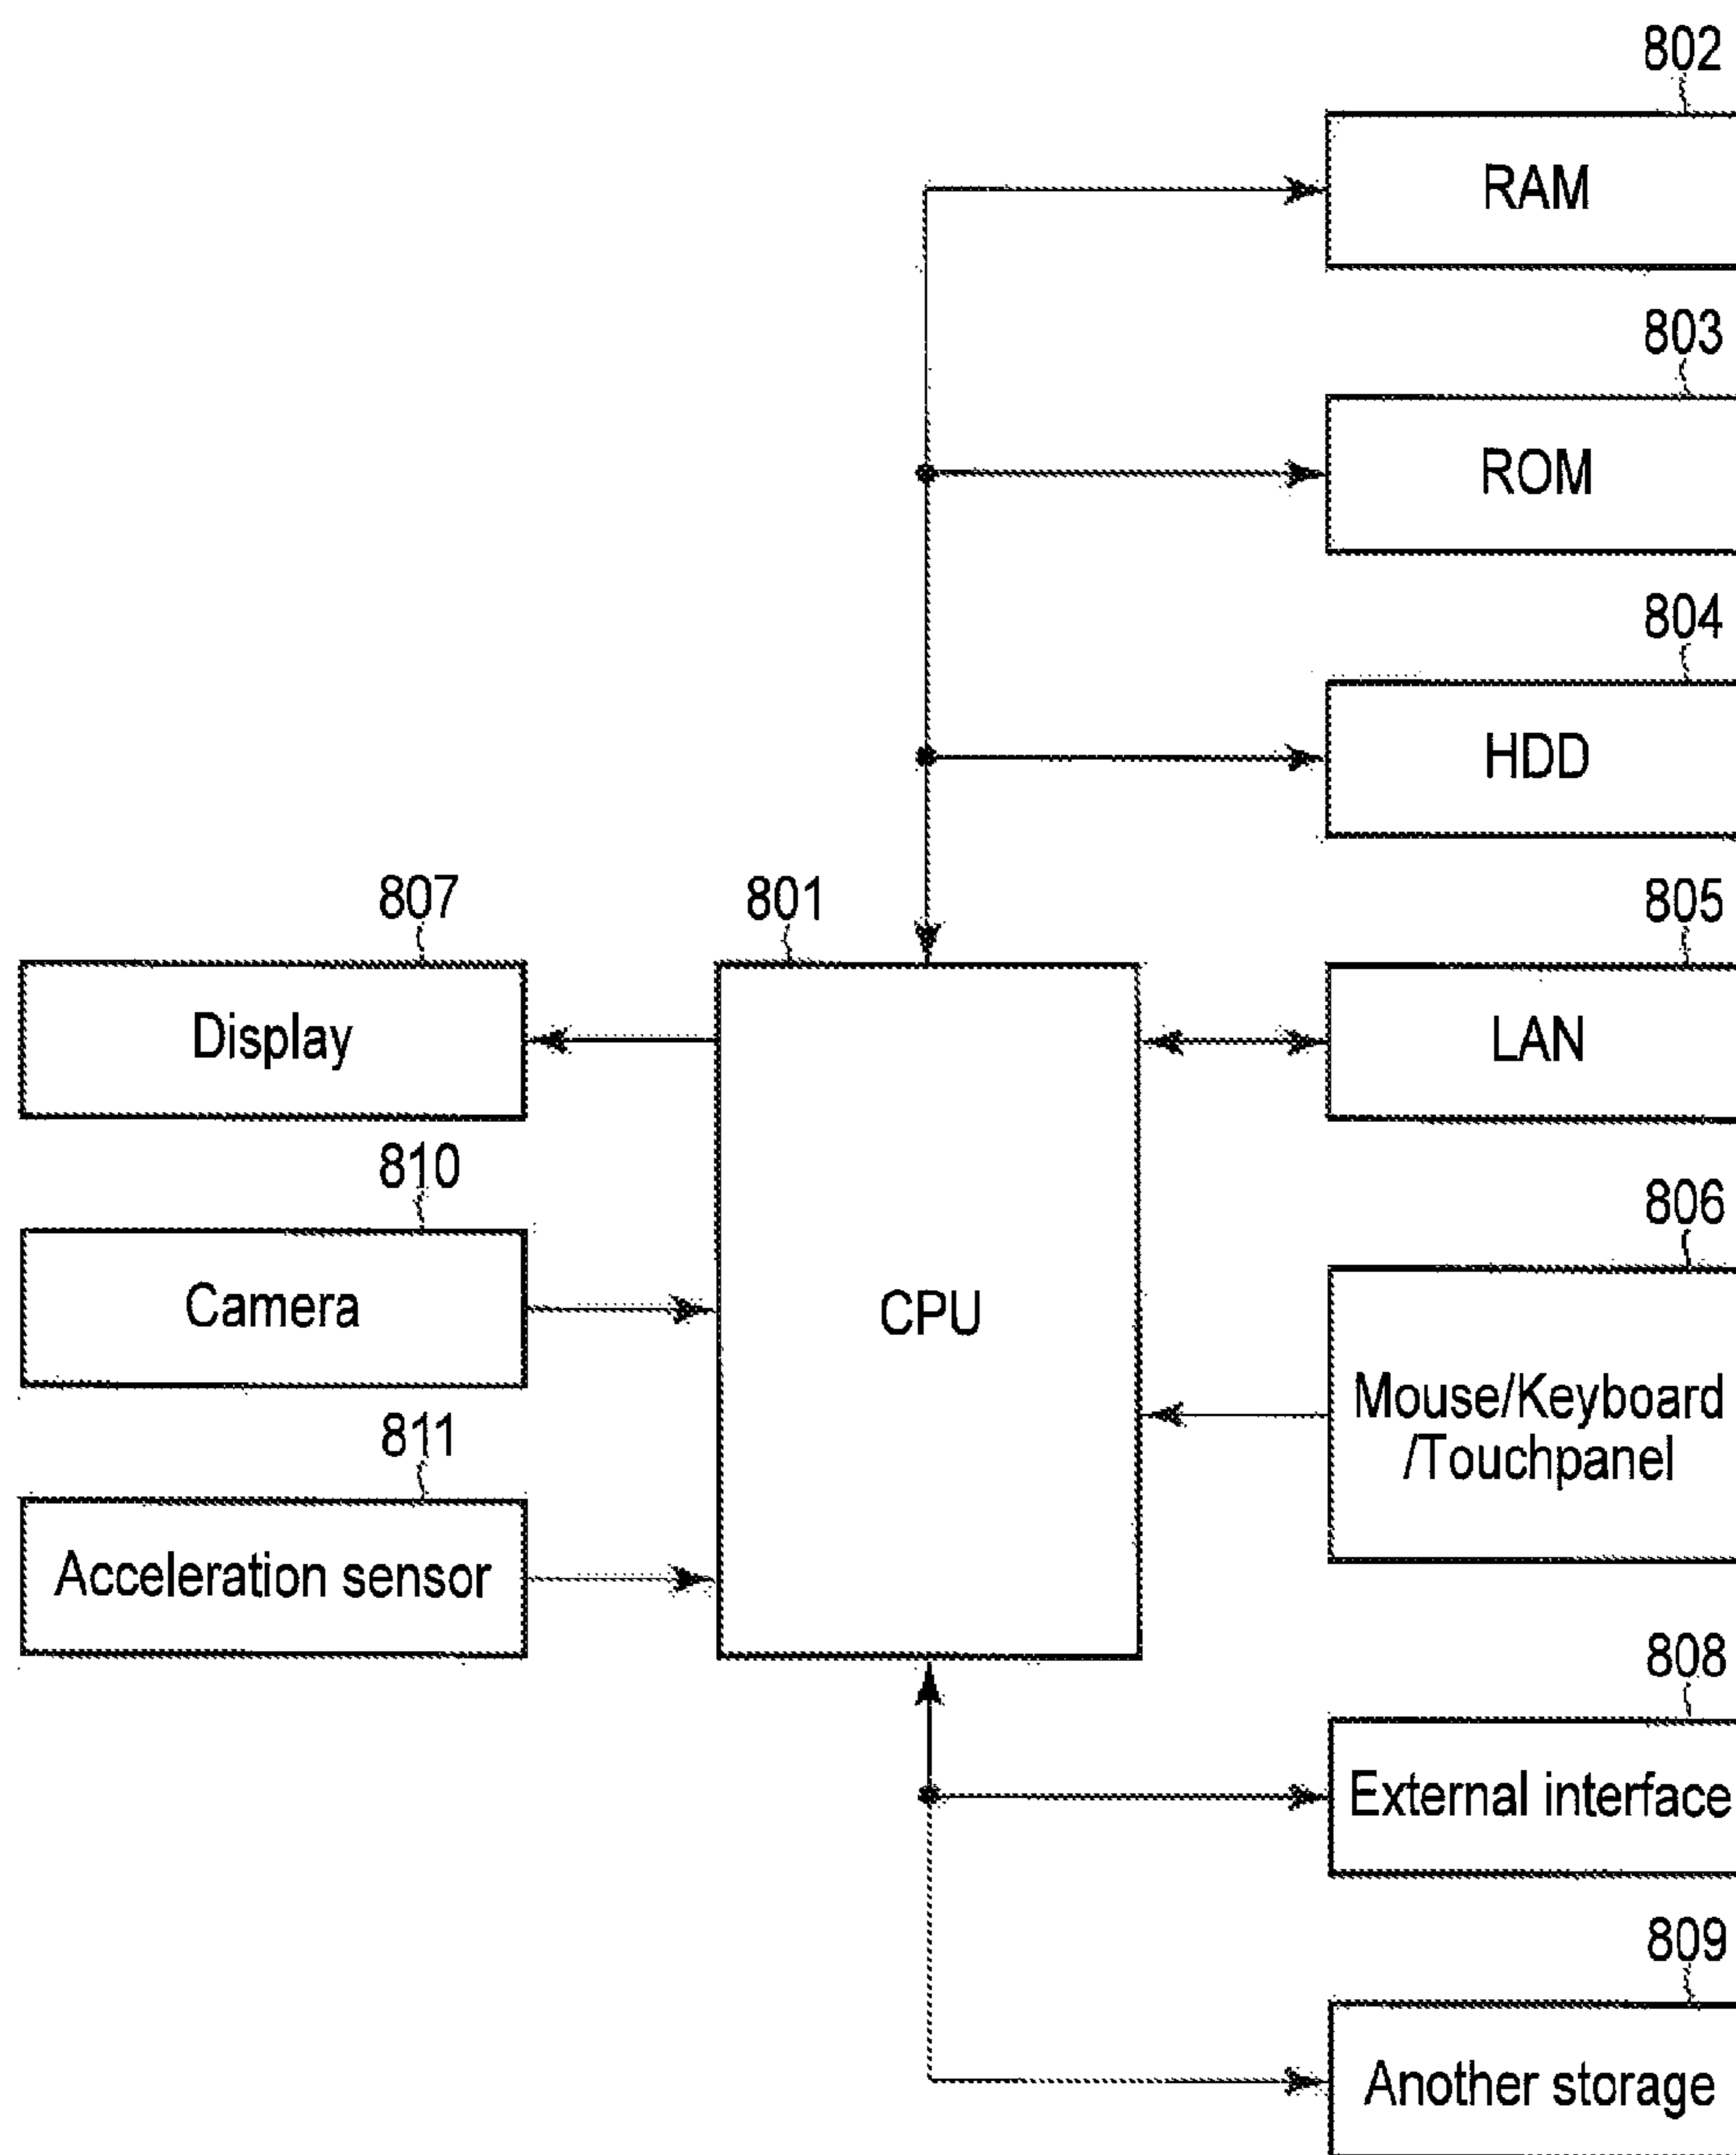 802
RAM
803
ROM
804
HDD
807
801
805
Display
LAN
810
806
Camera
CPU
Mouse/Keyboard
/Touchpanel
811
Acceleration sensor
808
External interface
809
Another storage